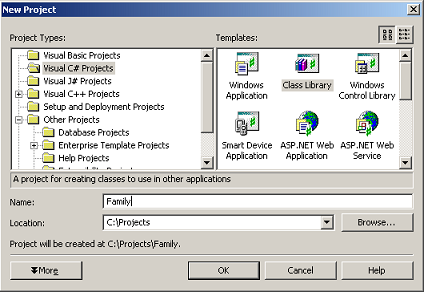 New Project
Project Types:
Templates:
Visual Basic Projects
Visual C# Projects
Visual J# Projects
Visual C++ Projects
Setup and Deployment Projects
Other Projects
Database Projects
Enterprise Template Projects
Help Projects
Extensibility Projects
Windows Application
Class Library
Windows Control Library
Smart Device Application
ASP.NET Web Application
ASP.NET Web Service
A project for creating classes to use in other applications
Name:
Family
Location:
C:\Projects
Browse...
Project will be created at C:\Projects\Family.
More
OK
Cancel
Help